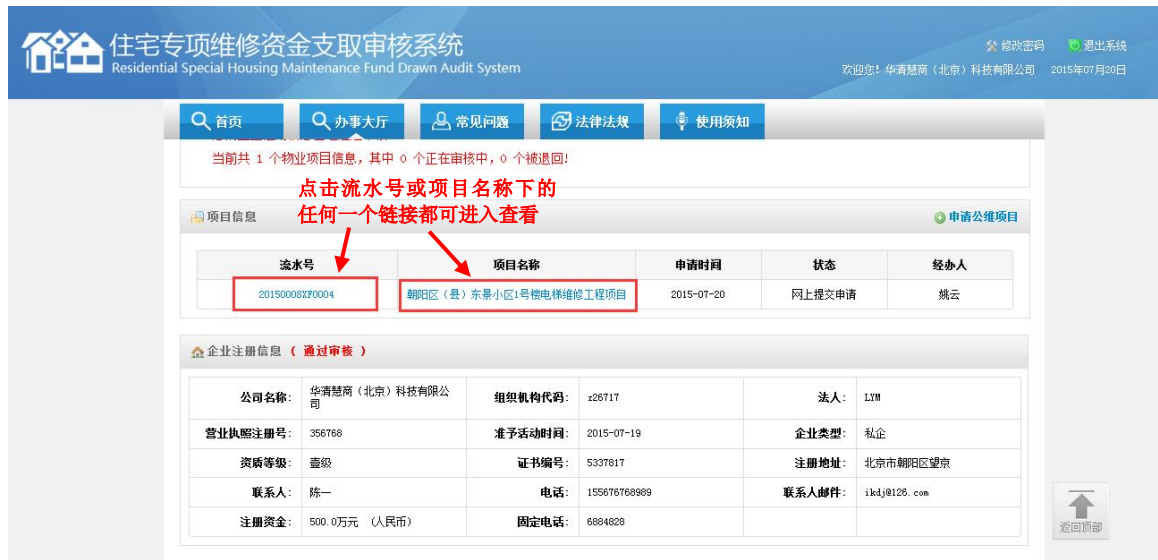 住宅专项维修资金支取审核系统
Residential Special Housing Maintenance Fund Drawn Audit System
修改密码 退出系统
欢迎您！华清慧商（北京）科技有限公司 2015年07月20日
首页 办事大厅 常见问题 法律法规 使用须知
当前共 1 个物业项目信息，其中 0 个正在审核中，0 个被退回!
点击流水号或项目名称下的
任何一个链接都可进入查看
项目信息 申请公维项目
流水号 项目名称 申请时间 状态 经办人
20150008XF0004 朝阳区（县）东景小区1号楼电梯维修工程项目 2015-07-20 网上提交申请 姚云
企业注册信息 ( 通过审核 )
公司名称: 华清慧商（北京）科技有限公
司
组织机构代码: z26717 法人: LYM
营业执照注册号: 356768 准予活动时间: 2015-07-19 企业类型: 私企
资质等级: 壹级 证书编号: 5337817 注册地址: 北京市朝阳区望京
联系人: 陈一 电话: 155676768989 联系人邮件: ikdj@126.com
注册资金: 500.0万元 （人民币） 固定电话: 6884828
返回顶部